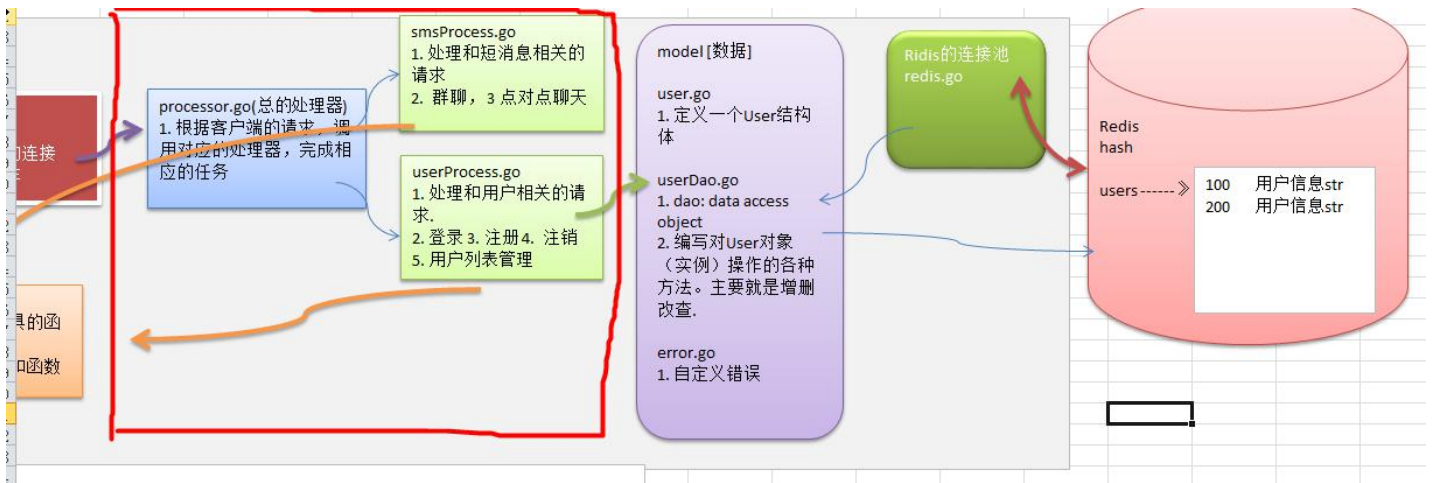 的连接
processor.go(总的处理器)
1. 根据客户端的请求，调
用对应的处理器，完成相
应的任务
smsProcess.go
1. 处理和短消息相关的
请求
2. 群聊，3 点对点聊天
userProcess.go
1. 处理和用户相关的请
求.
2. 登录 3. 注册4. 注销
5. 用户列表管理
具的函
和函数
model [数据]
user.go
1. 定义一个User结构
体
userDao.go
1. dao: data access
object
2. 编写对User对象
（实例）操作的各种
方法。主要就是增删
改查.
error.go
1. 自定义错误
Ridis的连接池
redis.go
Redis
hash
users------》
100 用户信息str
200 用户信息str